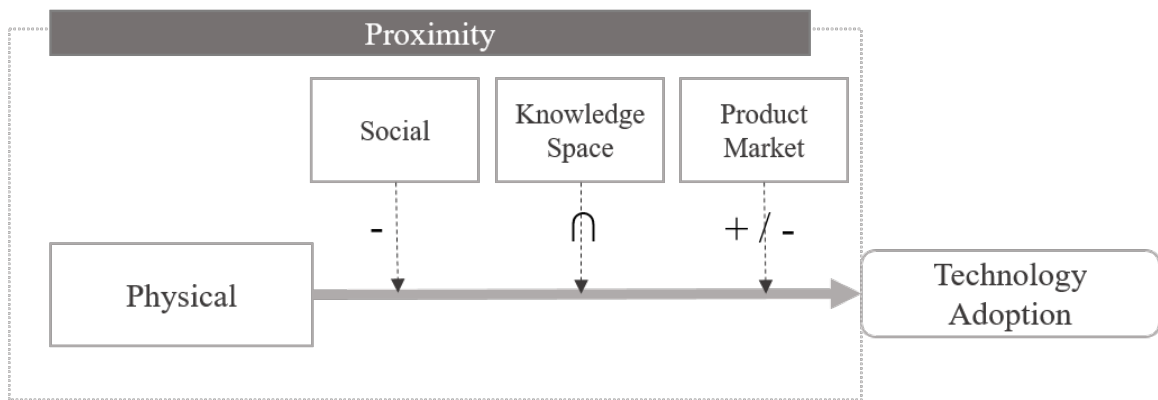 Proximity
Social
Knowledge
Space
Product
Market
-
∩
+ / -
Physical
Technology
Adoption